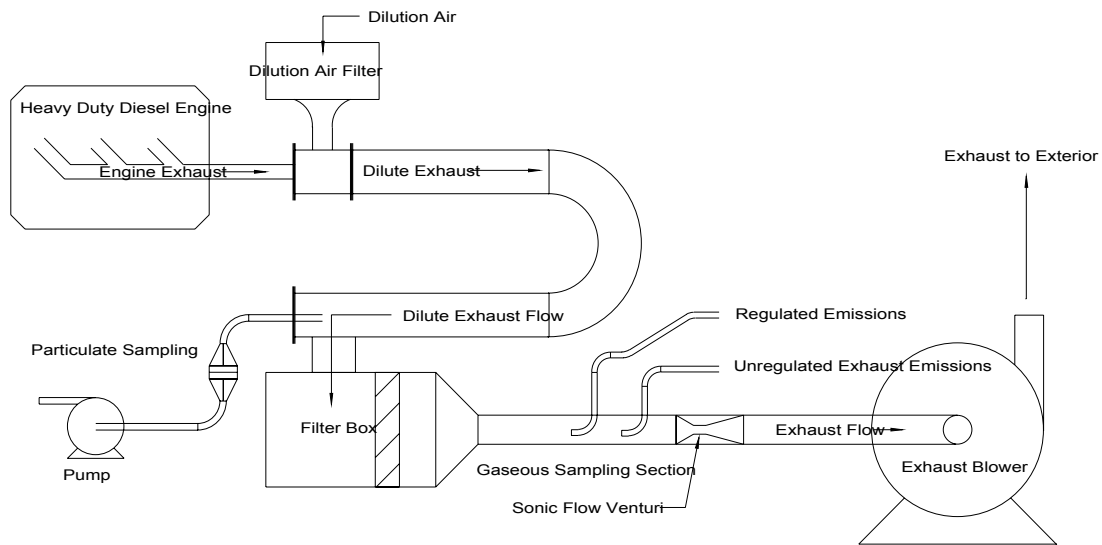 Dilution Air
Dilution Air Filter
Heavy Duty Diesel Engine
Engine Exhaust
Dilute Exhaust
Exhaust to Exterior
Dilute Exhaust Flow
Regulated Emissions
Particulate Sampling
Unregulated Exhaust Emissions
Filter Box
Exhaust Flow
Pump
Gaseous Sampling Section
Exhaust Blower
Sonic Flow Venturi